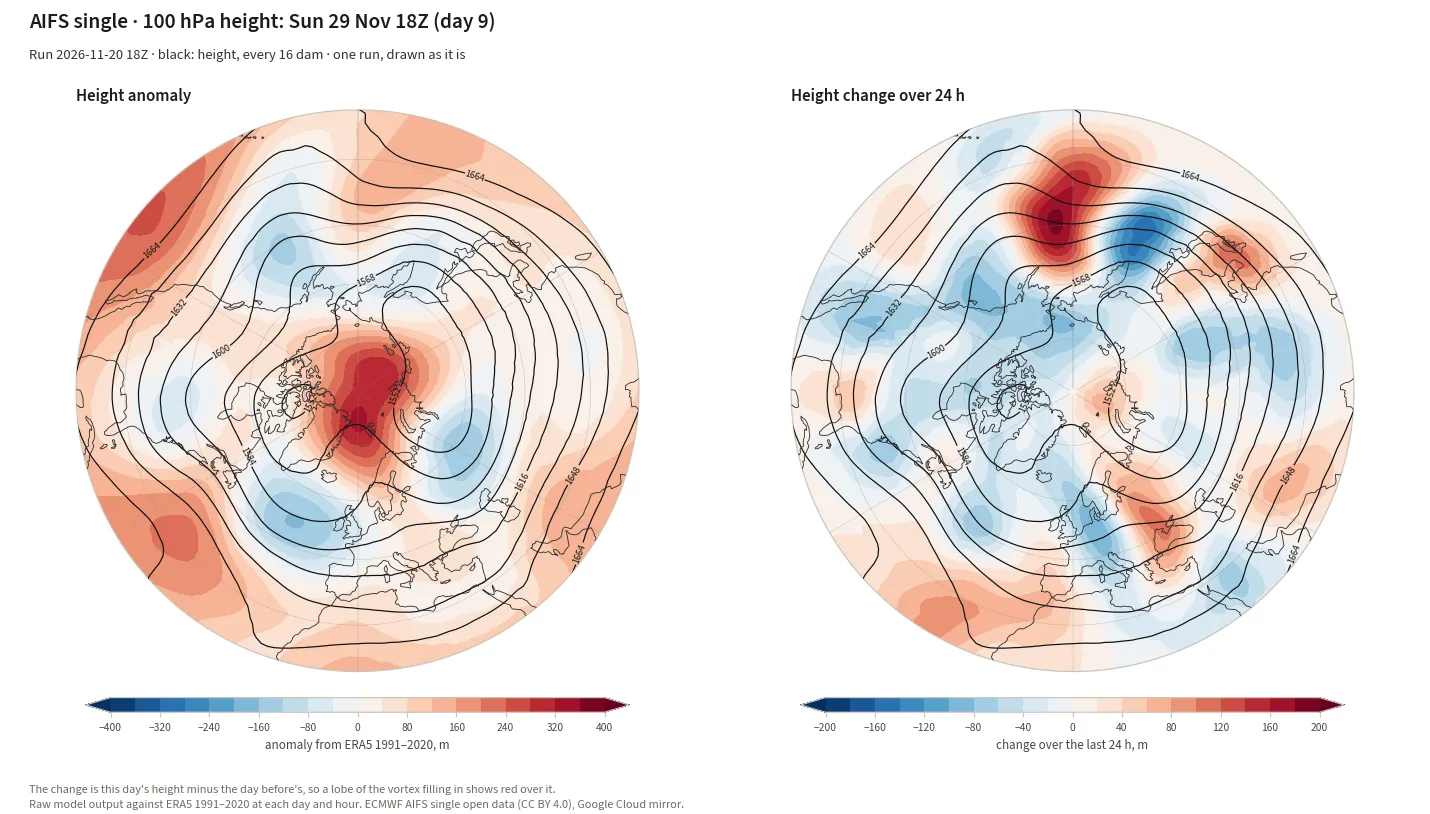 AIFS single · 100 hPa height: Sun 29 Nov 18Z (day 9)
Run 2026-11-20 18Z · black: height, every 16 dam · one run, drawn as it is
Height anomaly
Height change over 24 h
1664
1664
1568
1632
1600
1552
1584
1616
1648
1664
1664
1664
1568
1632
1600
1552
1584
1616
1648
1664
−400 −320 −240 −160 −80 0 80 160 240 320 400
anomaly from ERA5 1991–2020, m
−200 −160 −120 −80 −40 0 40 80 120 160 200
change over the last 24 h, m
The change is this day's height minus the day before's, so a lobe of the vortex filling in shows red over it.
Raw model output against ERA5 1991–2020 at each day and hour. ECMWF AIFS single open data (CC BY 4.0), Google Cloud mirror.